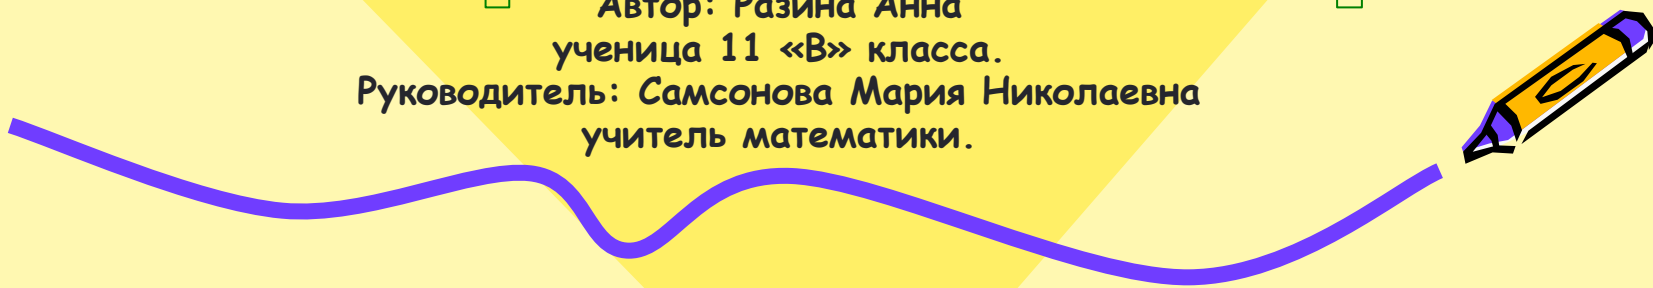 Автор: Разина Анна
ученица 11 «В» класса.
Руководитель: Самсонова Мария Николаевна
учитель математики.